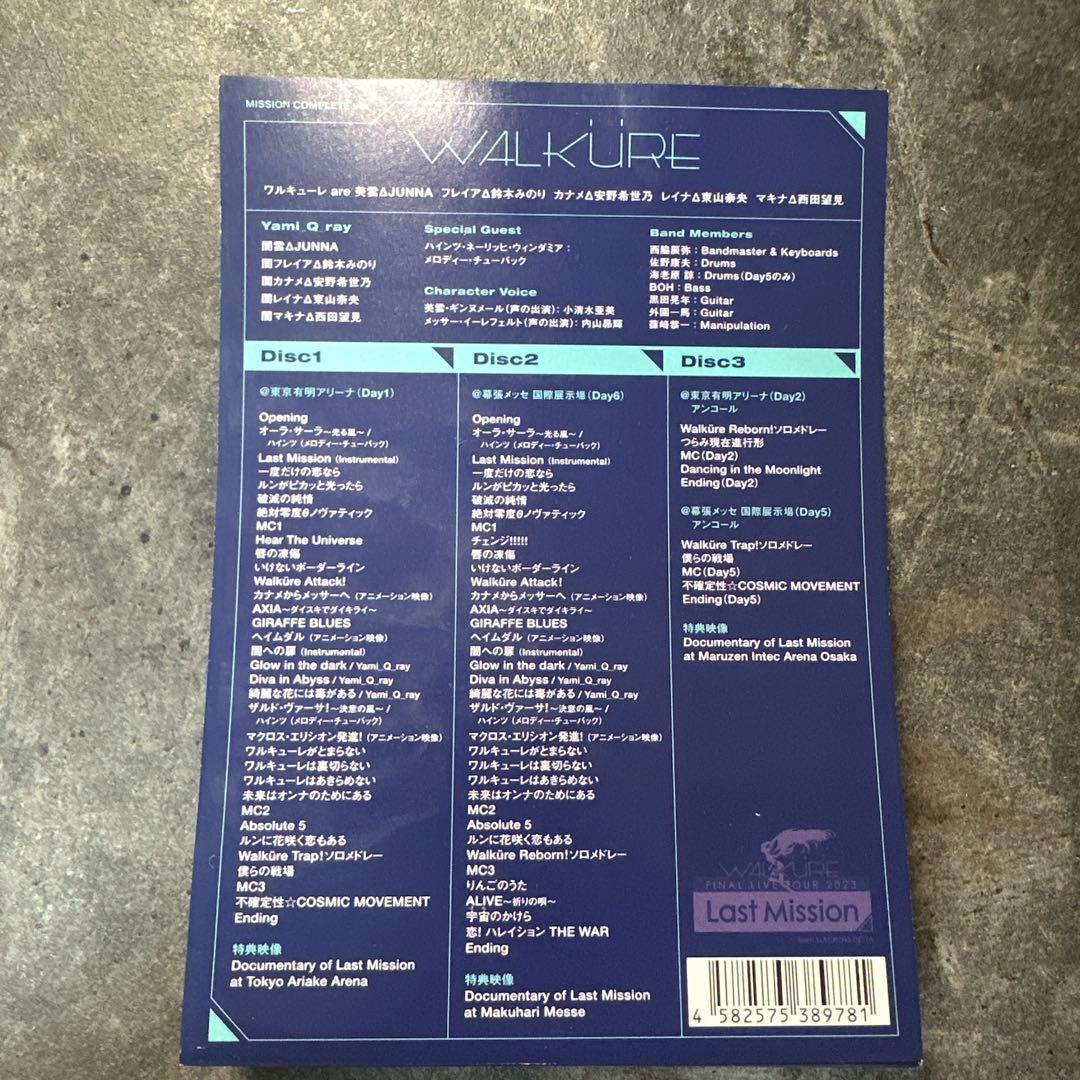 MISSION COMPLETE
WALKÜRE
ワルキューレ are 美雲ΔJUNNA フレイアΔ鈴木みのり カナメΔ安野希世乃 レイナΔ東山奈央 マキナΔ西田望見
Yami_Q_ray
闇雲ΔJUNNA
闇フレイアΔ鈴木みのり
闇カナメΔ安野希世乃
闇レイナΔ東山奈央
闇マキナΔ西田望見
Special Guest
ハインツ・ネーリッヒ・ウィンダミア：
メロディー・チューバック
Character Voice
美雲・ギンヌメール（声の出演）：小清水亜美
メッサー・イーレフェルト（声の出演）：内山昂輝
Band Members
西脇辰弥：Bandmaster & Keyboards
佐野康夫：Drums
海老原 諒：Drums（Day5のみ）
BOH：Bass
黒田晃年：Guitar
外園一馬：Guitar
篠崎恭一：Manipulation
Disc1
@東京有明アリーナ（Day1）
Opening
オーラ・サーラ〜光る風〜 /
ハインツ（メロディー・チューバック）
Last Mission（Instrumental）
一度だけの恋なら
ルンがピカッと光ったら
破滅の純情
絶対零度θノヴァティック
MC1
Hear The Universe
唇の凍傷
いけないボーダーライン
Walküre Attack!
カナメからメッサーへ（アニメーション映像）
AXIA〜ダイスキでダイキライ〜
GIRAFFE BLUES
ヘイムダル（アニメーション映像）
闇への扉（Instrumental）
Glow in the dark / Yami_Q_ray
Diva in Abyss / Yami_Q_ray
綺麗な花には毒がある / Yami_Q_ray
ザルド・ヴァーサ!〜決意の風〜 /
ハインツ（メロディー・チューバック）
マクロス・エリシオン発進!（アニメーション映像）
ワルキューレがとまらない
ワルキューレは裏切らない
ワルキューレはあきらめない
未来はオンナのためにある
MC2
Absolute 5
ルンに花咲く恋もある
Walküre Trap!ソロメドレー
僕らの戦場
MC3
不確定性☆COSMIC MOVEMENT
Ending
特典映像
Documentary of Last Mission
at Tokyo Ariake Arena
Disc2
@幕張メッセ 国際展示場（Day6）
Opening
オーラ・サーラ〜光る風〜 /
ハインツ（メロディー・チューバック）
Last Mission（Instrumental）
一度だけの恋なら
ルンがピカッと光ったら
破滅の純情
絶対零度θノヴァティック
MC1
チェンジ!!!!!
唇の凍傷
いけないボーダーライン
Walküre Attack!
カナメからメッサーへ（アニメーション映像）
AXIA〜ダイスキでダイキライ〜
GIRAFFE BLUES
ヘイムダル（アニメーション映像）
闇への扉（Instrumental）
Glow in the dark / Yami_Q_ray
Diva in Abyss / Yami_Q_ray
綺麗な花には毒がある / Yami_Q_ray
ザルド・ヴァーサ!〜決意の風〜 /
ハインツ（メロディー・チューバック）
マクロス・エリシオン発進!（アニメーション映像）
ワルキューレがとまらない
ワルキューレは裏切らない
ワルキューレはあきらめない
未来はオンナのためにある
MC2
Absolute 5
ルンに花咲く恋もある
Walküre Reborn!ソロメドレー
MC3
りんごのうた
ALIVE〜祈りの唄〜
宇宙のかけら
恋! ハレイション THE WAR
Ending
特典映像
Documentary of Last Mission
at Makuhari Messe
Disc3
@東京有明アリーナ（Day2）
アンコール
Walküre Reborn!ソロメドレー
つらみ現在進行形
MC（Day2）
Dancing in the Moonlight
Ending（Day2）
@幕張メッセ 国際展示場（Day5）
アンコール
Walküre Trap!ソロメドレー
僕らの戦場
MC（Day5）
不確定性☆COSMIC MOVEMENT
Ending（Day5）
特典映像
Documentary of Last Mission
at Maruzen Intec Arena Osaka
WALKÜRE
FINAL LIVE TOUR 2023
Last Mission
4 582575 389781